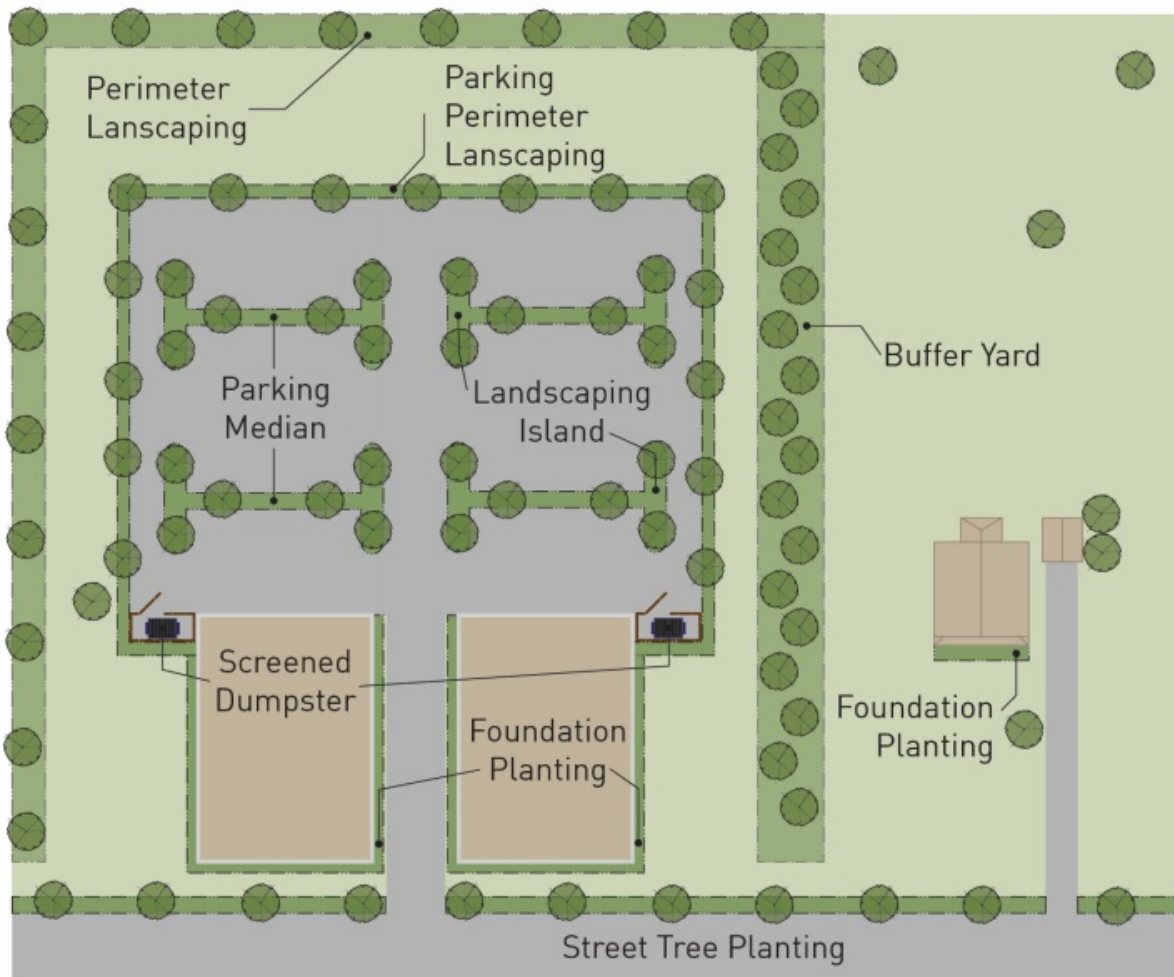 Perimeter
Lanscaping
Parking
Perimeter
Lanscaping
Buffer Yard
Parking
Median
Landscaping
Island
Screened
Dumpster
Foundation
Planting
Foundation
Planting
Street Tree Planting